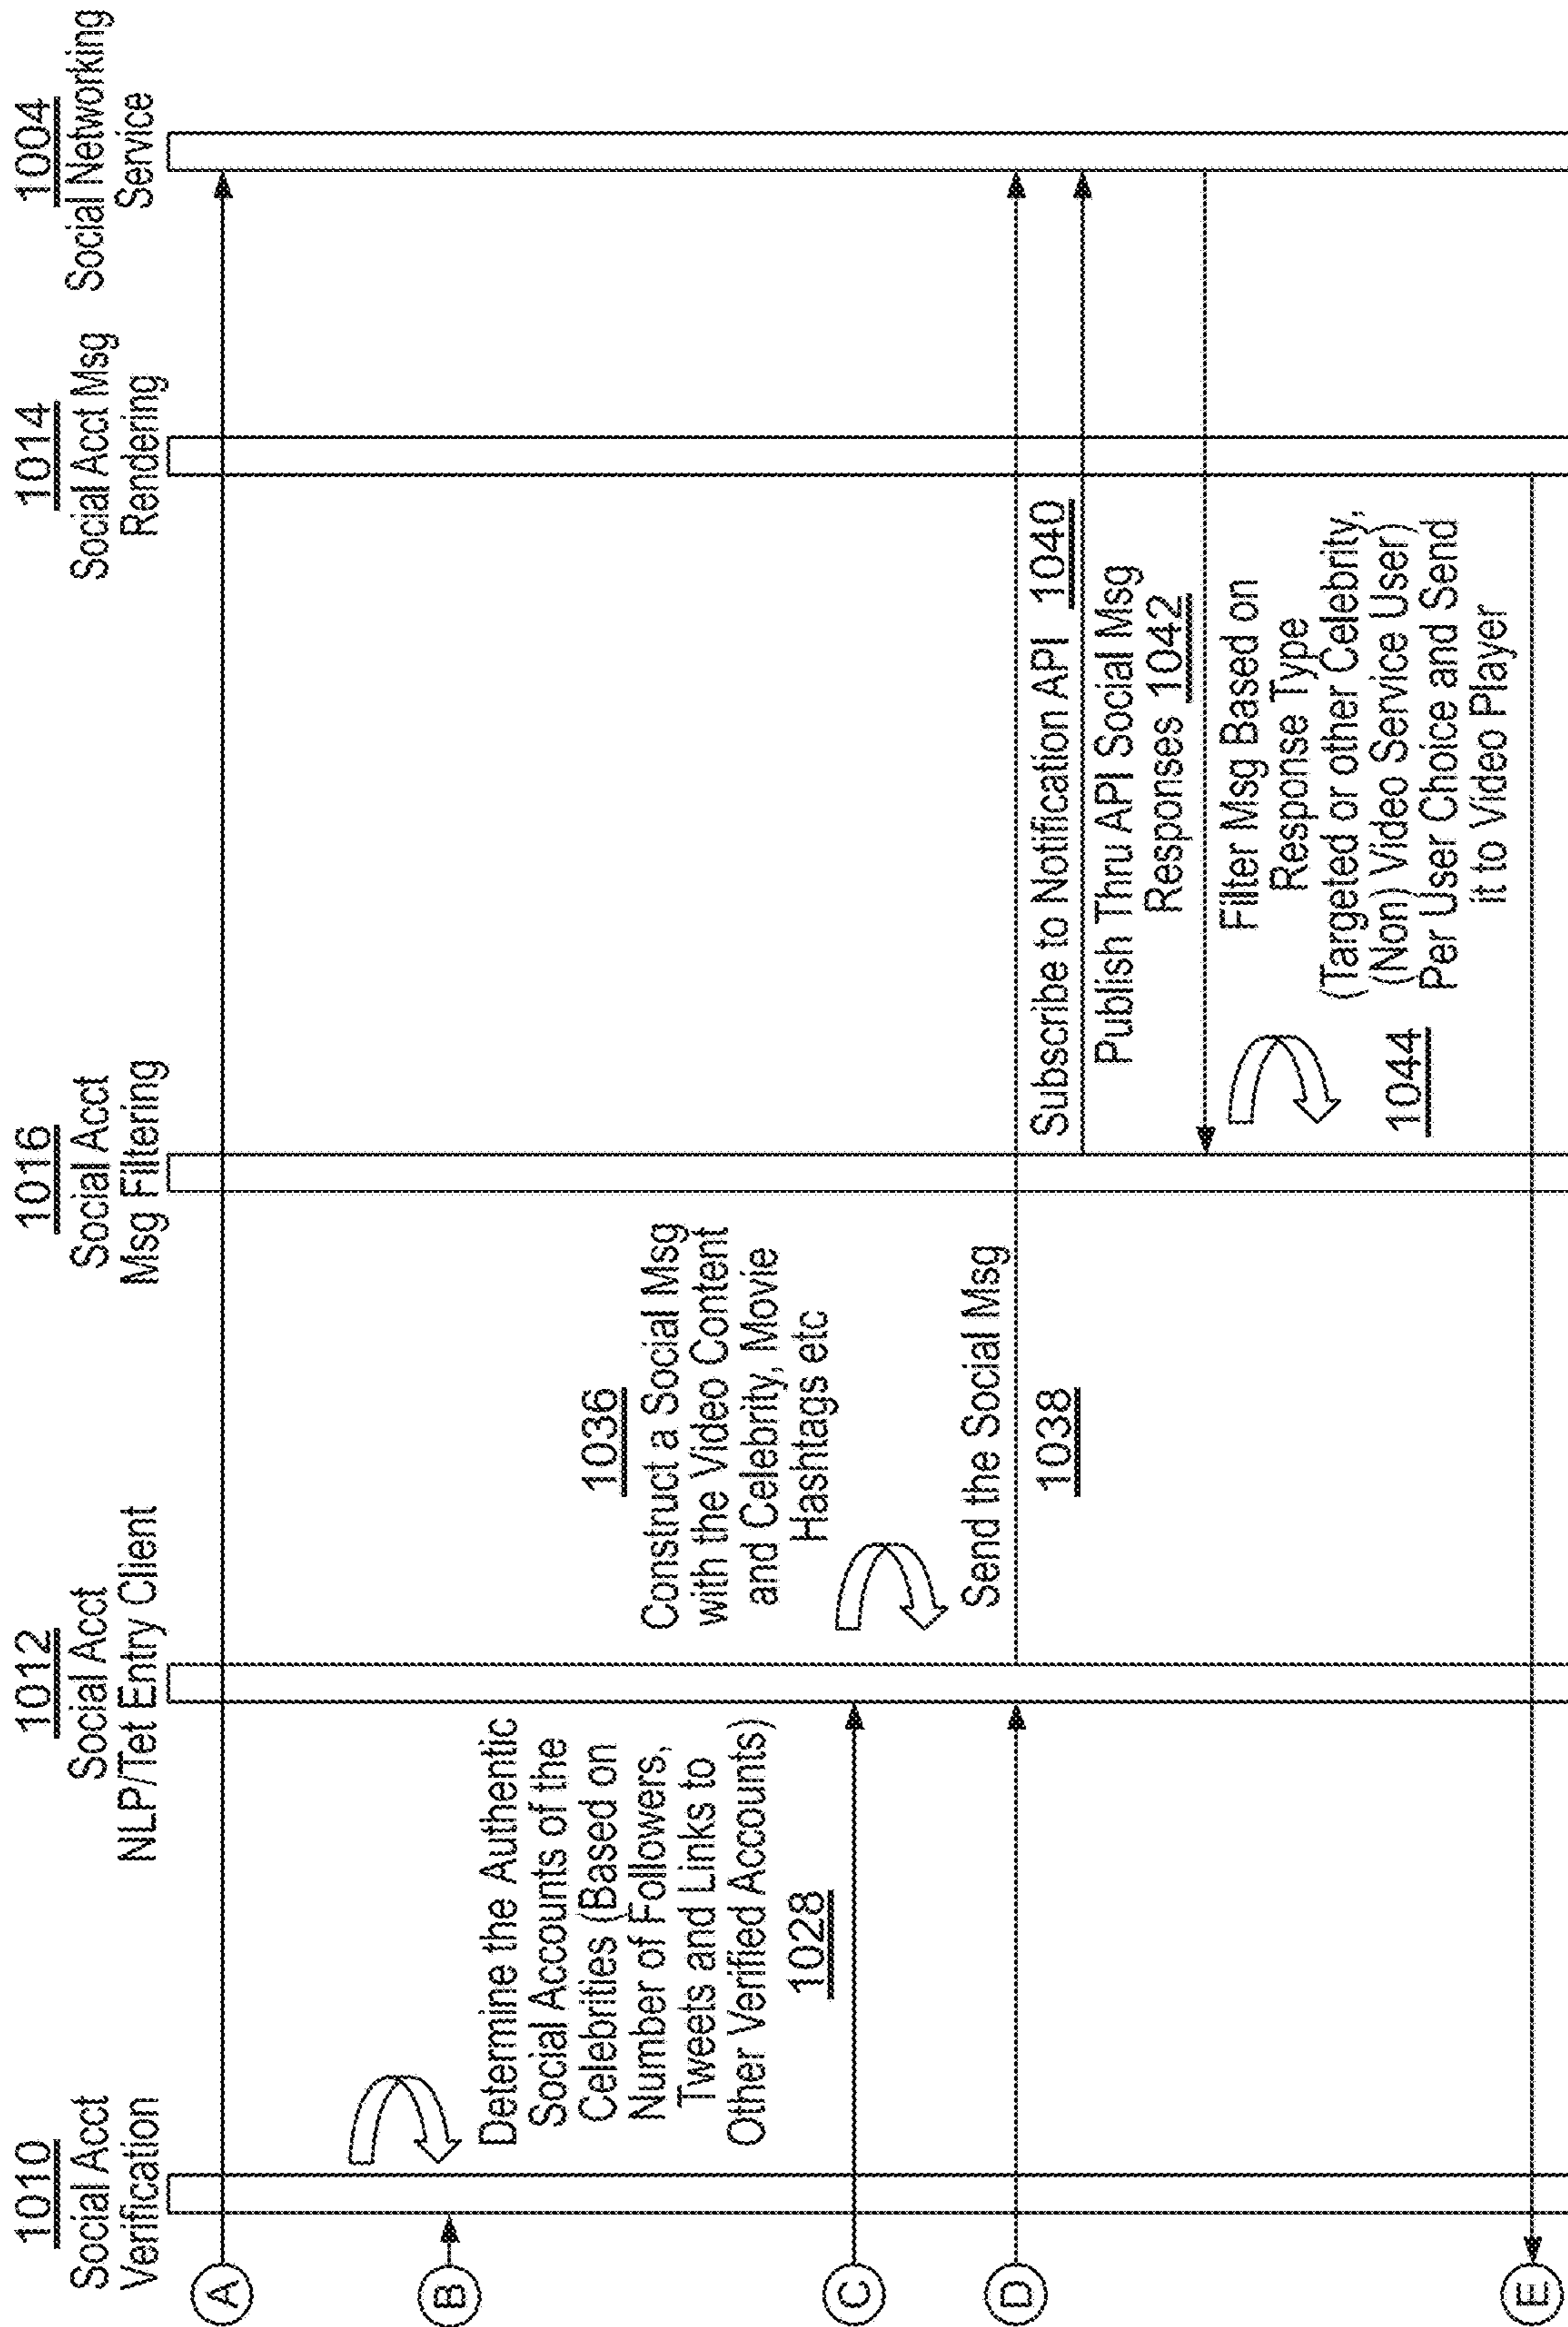 1010
Social Acct
Verification
1012
Social Acct
NLP/Tet Entry Client
1016
Social Acct
Msg Filtering
1014
Social Acct Msg
Rendering
1004
Social Networking
Service
A
B
Determine the Authentic
Social Accounts of the
Celebrities (Based on
Number of Followers,
Tweets and Links to
Other Verified Accounts)
1028
1036
Construct a Social Msg
with the Video Content
and Celebrity, Movie
Hashtags etc
C
Send the Social Msg
D
1038
Subscribe to Notification API 1040
Publish Thru API Social Msg
Responses 1042
Filter Msg Based on
Response Type
(Targeted or other Celebrity,
(Non) Video Service User)
Per User Choice and Send
it to Video Player
1044
E